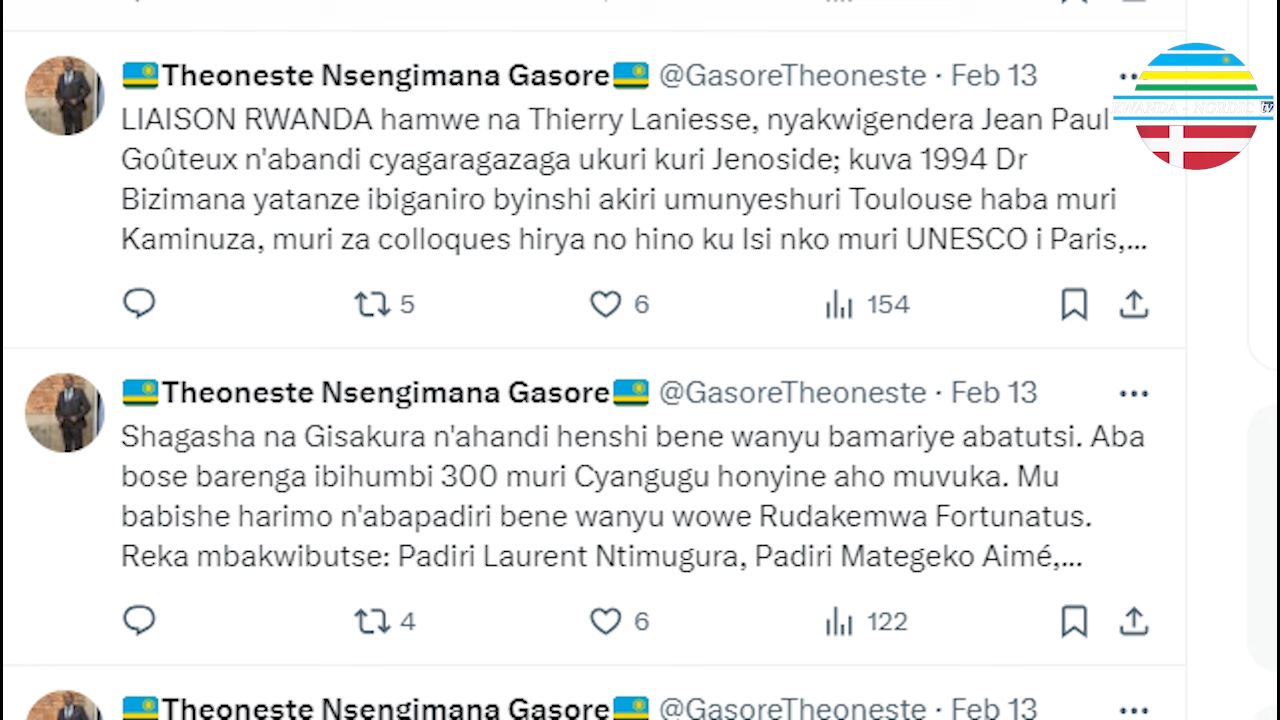 Theoneste Nsengimana Gasore @GasoreTheoneste · Feb 13
LIAISON RWANDA hamwe na Thierry Laniesse, nyakwigendera Jean Paul
Goûteux n'abandi cyagaragazaga ukuri kuri Jenoside; kuva 1994 Dr
Bizimana yatanze ibiganiro byinshi akiri umunyeshuri Toulouse haba muri
Kaminuza, muri za colloques hirya no hino ku Isi nko muri UNESCO i Paris,...
5 6 154
Theoneste Nsengimana Gasore @GasoreTheoneste · Feb 13
Shagasha na Gisakura n'ahandi henshi bene wanyu bamariye abatutsi. Aba
bose barenga ibihumbi 300 muri Cyangugu honyine aho muvuka. Mu
babishe harimo n'abapadiri bene wanyu wowe Rudakemwa Fortunatus.
Reka mbakwibutse: Padiri Laurent Ntimugura, Padiri Mategeko Aimé,...
4 6 122
Theoneste Nsengimana Gasore @GasoreTheoneste · Feb 13
RWANDA - NORDIC TV